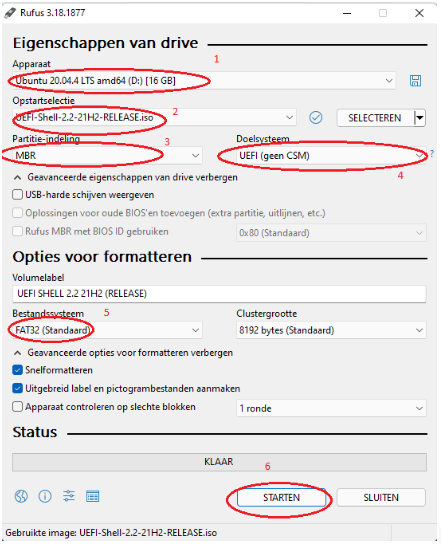 Rufus 3.18.1877
Eigenschappen van drive
Apparaat
1
Ubuntu 20.04.4 LTS amd64 (D:) [16 GB]
Opstartselectie
2
UEFI-Shell-2.2-21H2-RELEASE.iso
SELECTEREN
Partitie-indeling
3
Doelsysteem
MBR
UEFI (geen CSM)
?
4
Geavanceerde eigenschappen van drive verbergen
USB-harde schijven weergeven
Oplossingen voor oude BIOS'en toevoegen (extra partitie, uitlijnen, etc.)
Rufus MBR met BIOS ID gebruiken
0x80 (Standaard)
Opties voor formatteren
Volumelabel
UEFI SHELL 2.2 21H2 (RELEASE)
Bestandssysteem
5
Clustergrootte
FAT32 (Standaard)
8192 bytes (Standaard)
Geavanceerde opties voor formatteren verbergen
Snelformatteren
Uitgebreid label en pictogrambestanden aanmaken
Apparaat controleren op slechte blokken
1 ronde
Status
KLAAR
6
STARTEN
SLUITEN
Gebruikte image: UEFI-Shell-2.2-21H2-RELEASE.iso